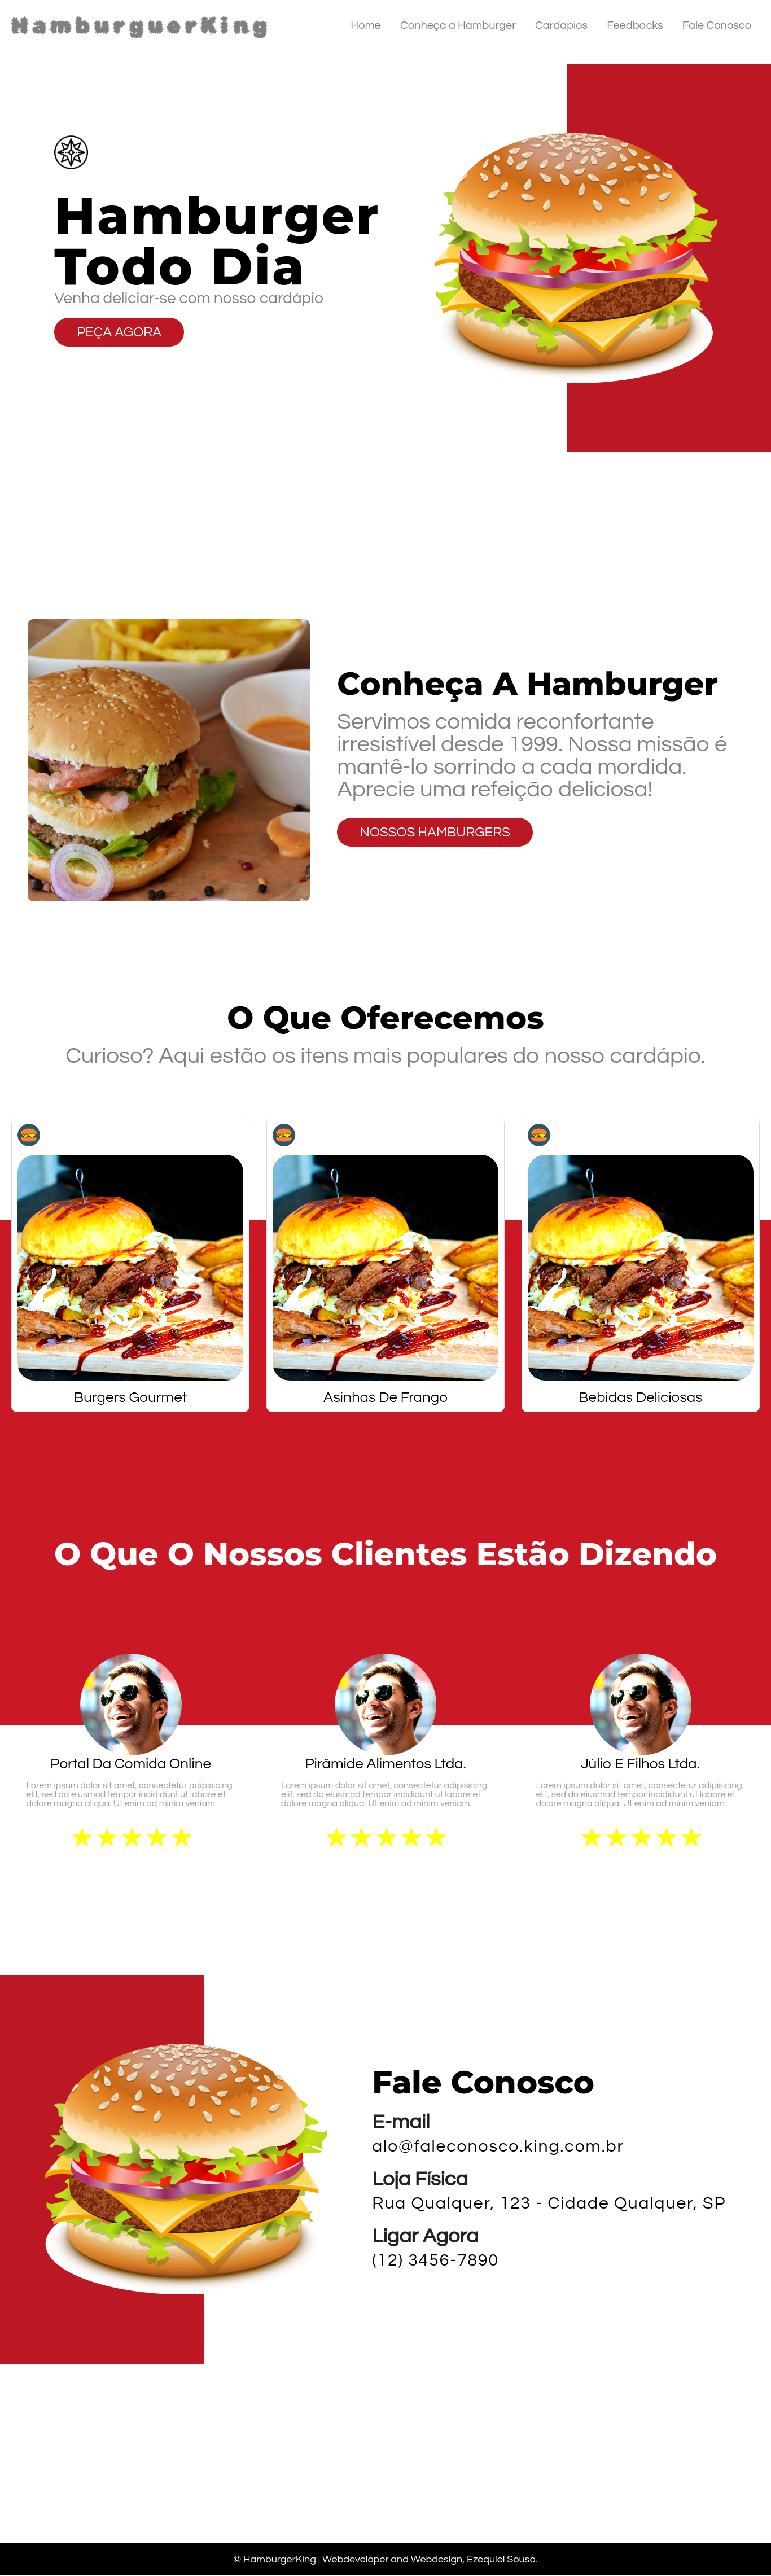 HamburguerKing
Home Conheça a Hamburger Cardapios Feedbacks Fale Conosco
Hamburger
Todo Dia
Venha deliciar-se com nosso cardápio
PEÇA AGORA
Conheça A Hamburger
Servimos comida reconfortante
irresistível desde 1999. Nossa missão é
mantê-lo sorrindo a cada mordida.
Aprecie uma refeição deliciosa!
NOSSOS HAMBURGERS
O Que Oferecemos
Curioso? Aqui estão os itens mais populares do nosso cardápio.
Burgers Gourmet
Asinhas De Frango
Bebidas Deliciosas
O Que O Nossos Clientes Estão Dizendo
Portal Da Comida Online
Lorem ipsum dolor sit amet, consectetur adipisicing
elit, sed do eiusmod tempor incididunt ut labore et
dolore magna aliqua. Ut enim ad minim veniam.
Pirâmide Alimentos Ltda.
Lorem ipsum dolor sit amet, consectetur adipisicing
elit, sed do eiusmod tempor incididunt ut labore et
dolore magna aliqua. Ut enim ad minim veniam.
Júlio E Filhos Ltda.
Lorem ipsum dolor sit amet, consectetur adipisicing
elit, sed do eiusmod tempor incididunt ut labore et
dolore magna aliqua. Ut enim ad minim veniam.
Fale Conosco
E-mail
alo@faleconosco.king.com.br
Loja Física
Rua Qualquer, 123 - Cidade Qualquer, SP
Ligar Agora
(12) 3456-7890
© HamburgerKing | Webdeveloper and Webdesign, Ezequiel Sousa.